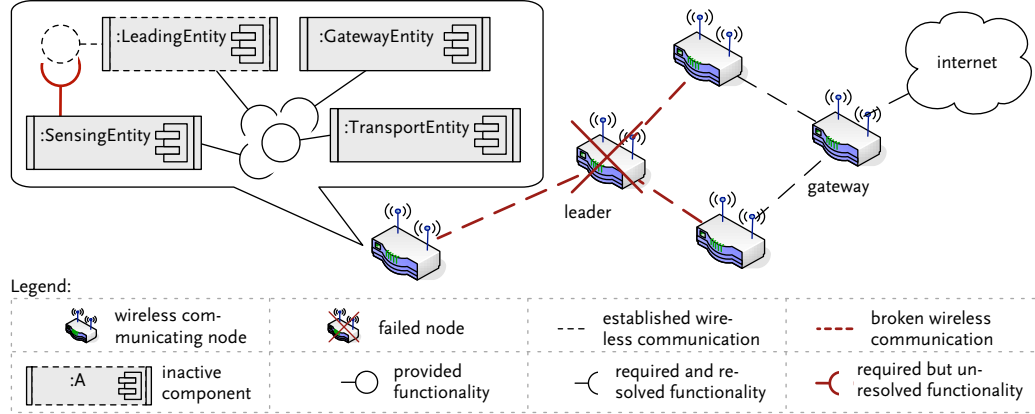 :LeadingEntity
:GatewayEntity
:SensingEntity
:TransportEntity
internet
gateway
leader
Legend:
wireless com-
municating node
failed node
established wire-
less communication
broken wireless
communication
:A
inactive
component
provided
functionality
required and re-
solved functionality
required but un-
resolved functionality